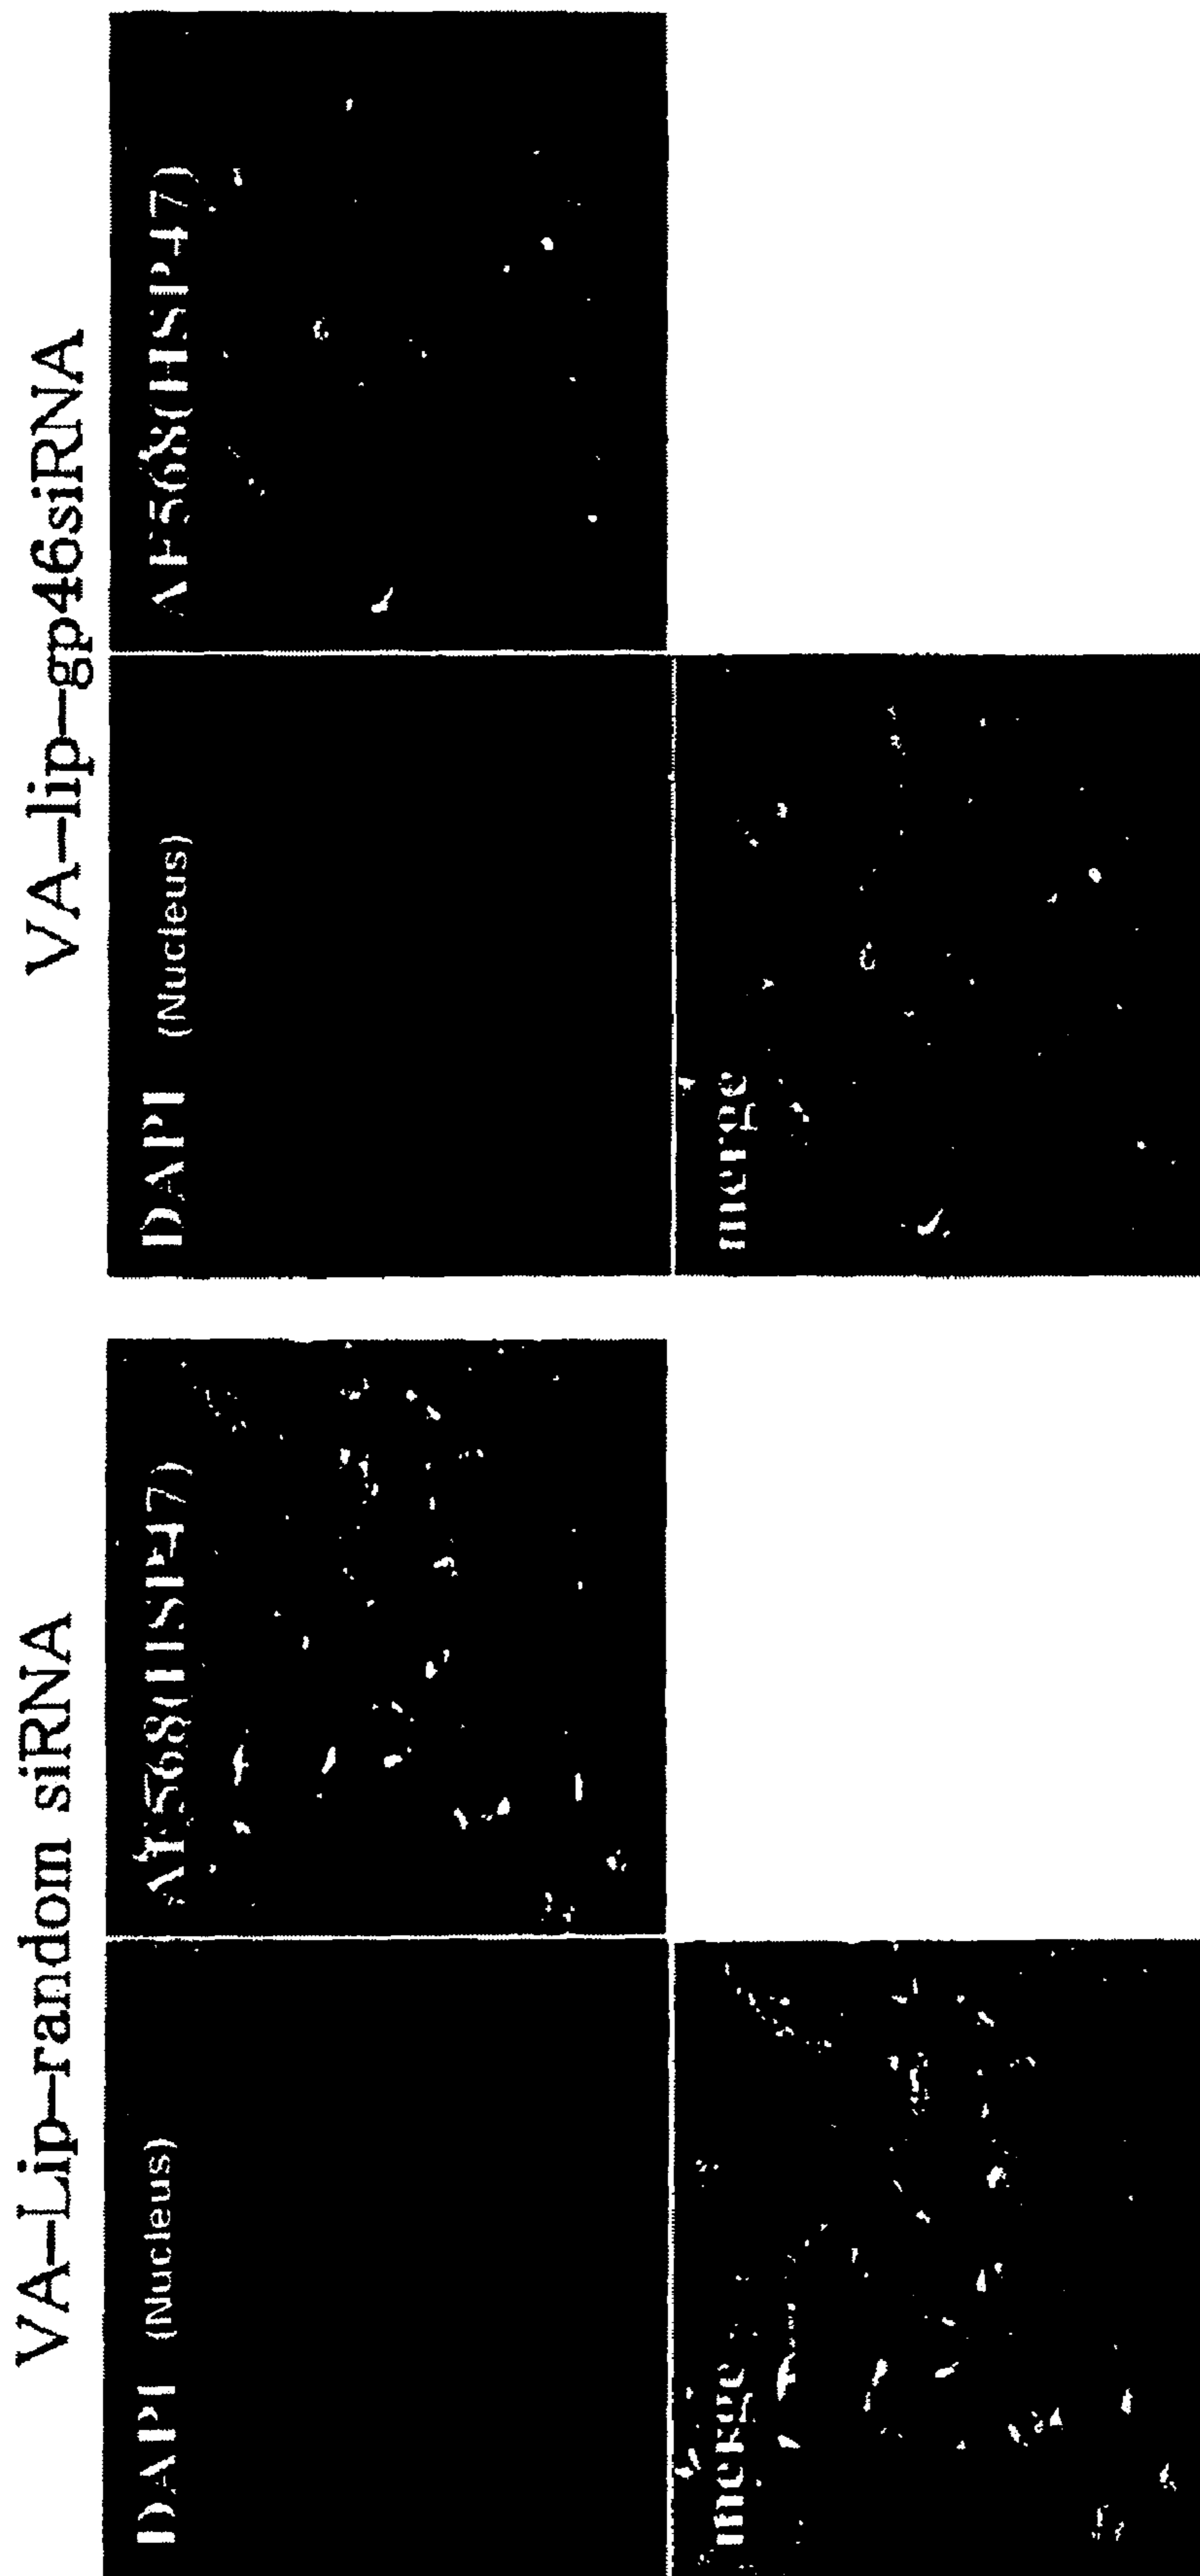 VA-Lip-random siRNA
DAPI (Nucleus)
AF568(HSP47)
merge
VA-lip-gp46siRNA
DAPI (Nucleus)
AF568(HSP47)
merge